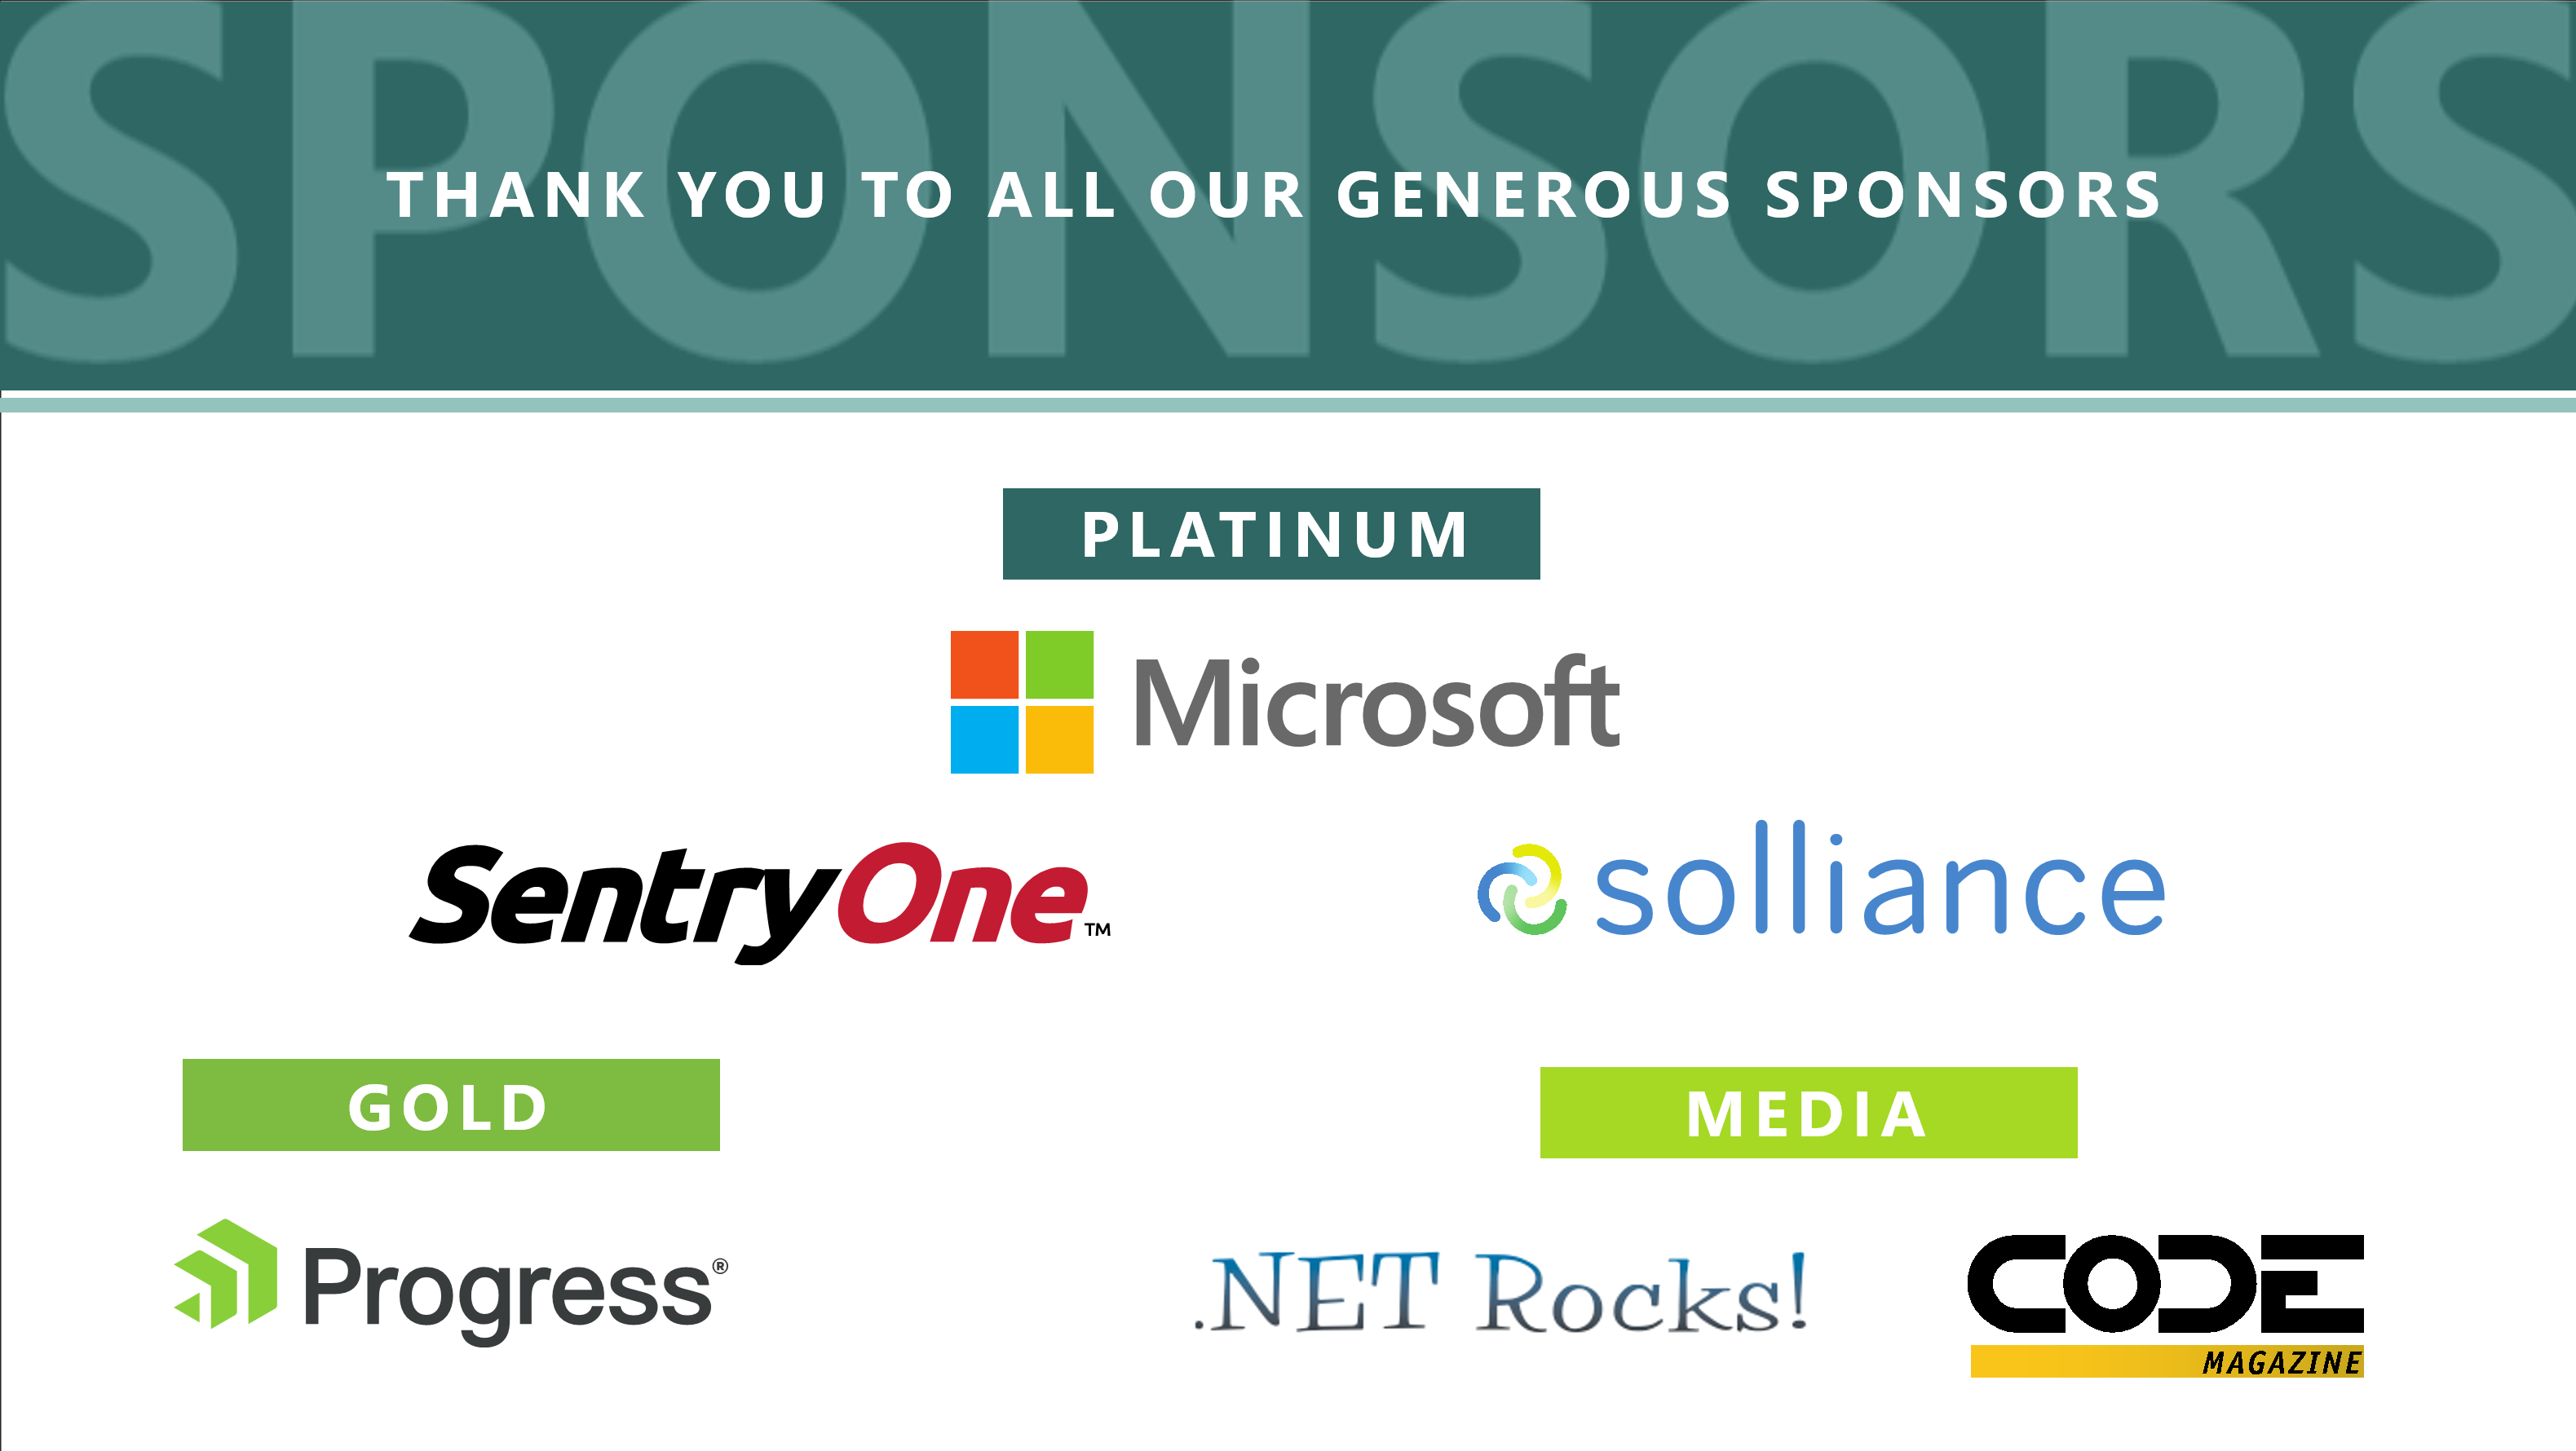 SPONSORS
THANK YOU TO ALL OUR GENEROUS SPONSORS
PLATINUM
Microsoft
SentryOne™
solliance
GOLD
Progress®
MEDIA
.NET Rocks!
CODE
MAGAZINE